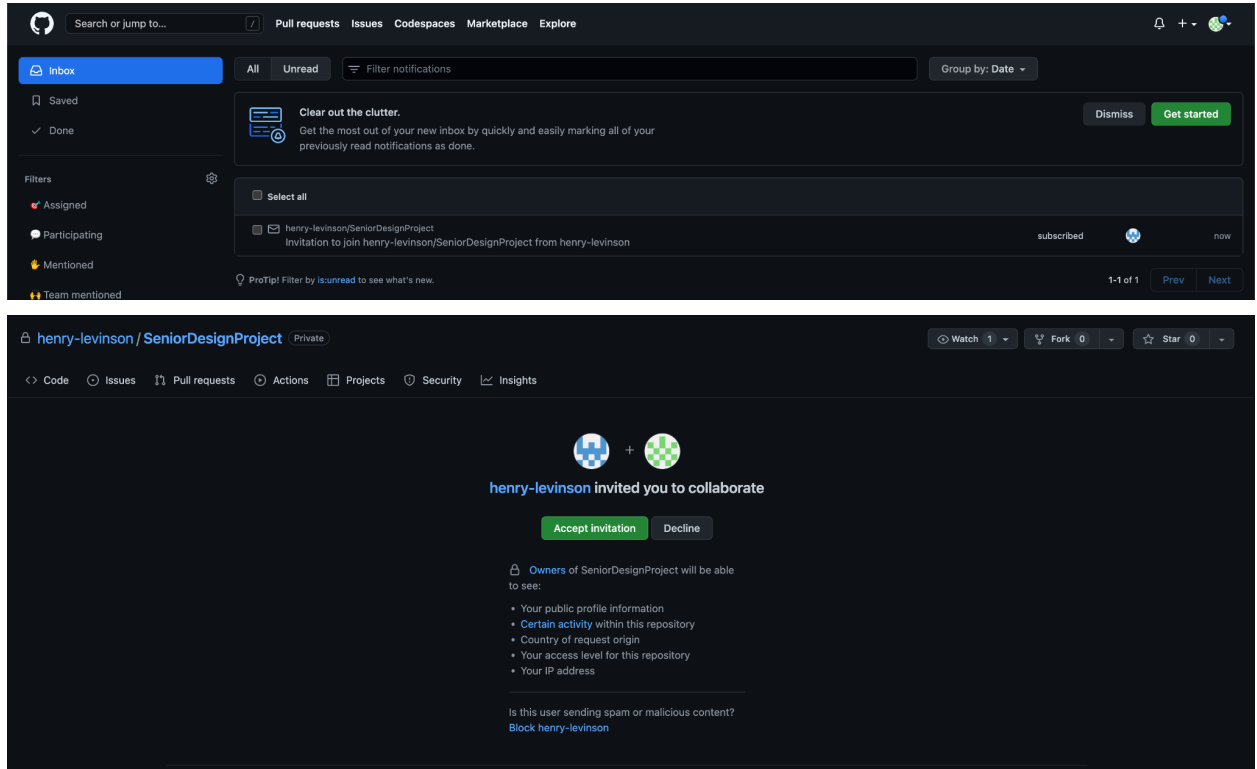 Search or jump to... / Pull requests Issues Codespaces Marketplace Explore
Inbox
Saved
Done
Filters
Assigned
Participating
Mentioned
Team mentioned
All Unread Filter notifications Group by: Date
Clear out the clutter.
Get the most out of your new inbox by quickly and easily marking all of your
previously read notifications as done.
Dismiss Get started
Select all
henry-levinson/SeniorDesignProject
Invitation to join henry-levinson/SeniorDesignProject from henry-levinson
subscribed now
ProTip! Filter by is:unread to see what's new.
1-1 of 1 Prev Next
henry-levinson / SeniorDesignProject Private
Watch 1 Fork 0 Star 0
Code Issues Pull requests Actions Projects Security Insights
henry-levinson invited you to collaborate
Accept invitation Decline
Owners of SeniorDesignProject will be able
to see:
• Your public profile information
• Certain activity within this repository
• Country of request origin
• Your access level for this repository
• Your IP address
Is this user sending spam or malicious content?
Block henry-levinson